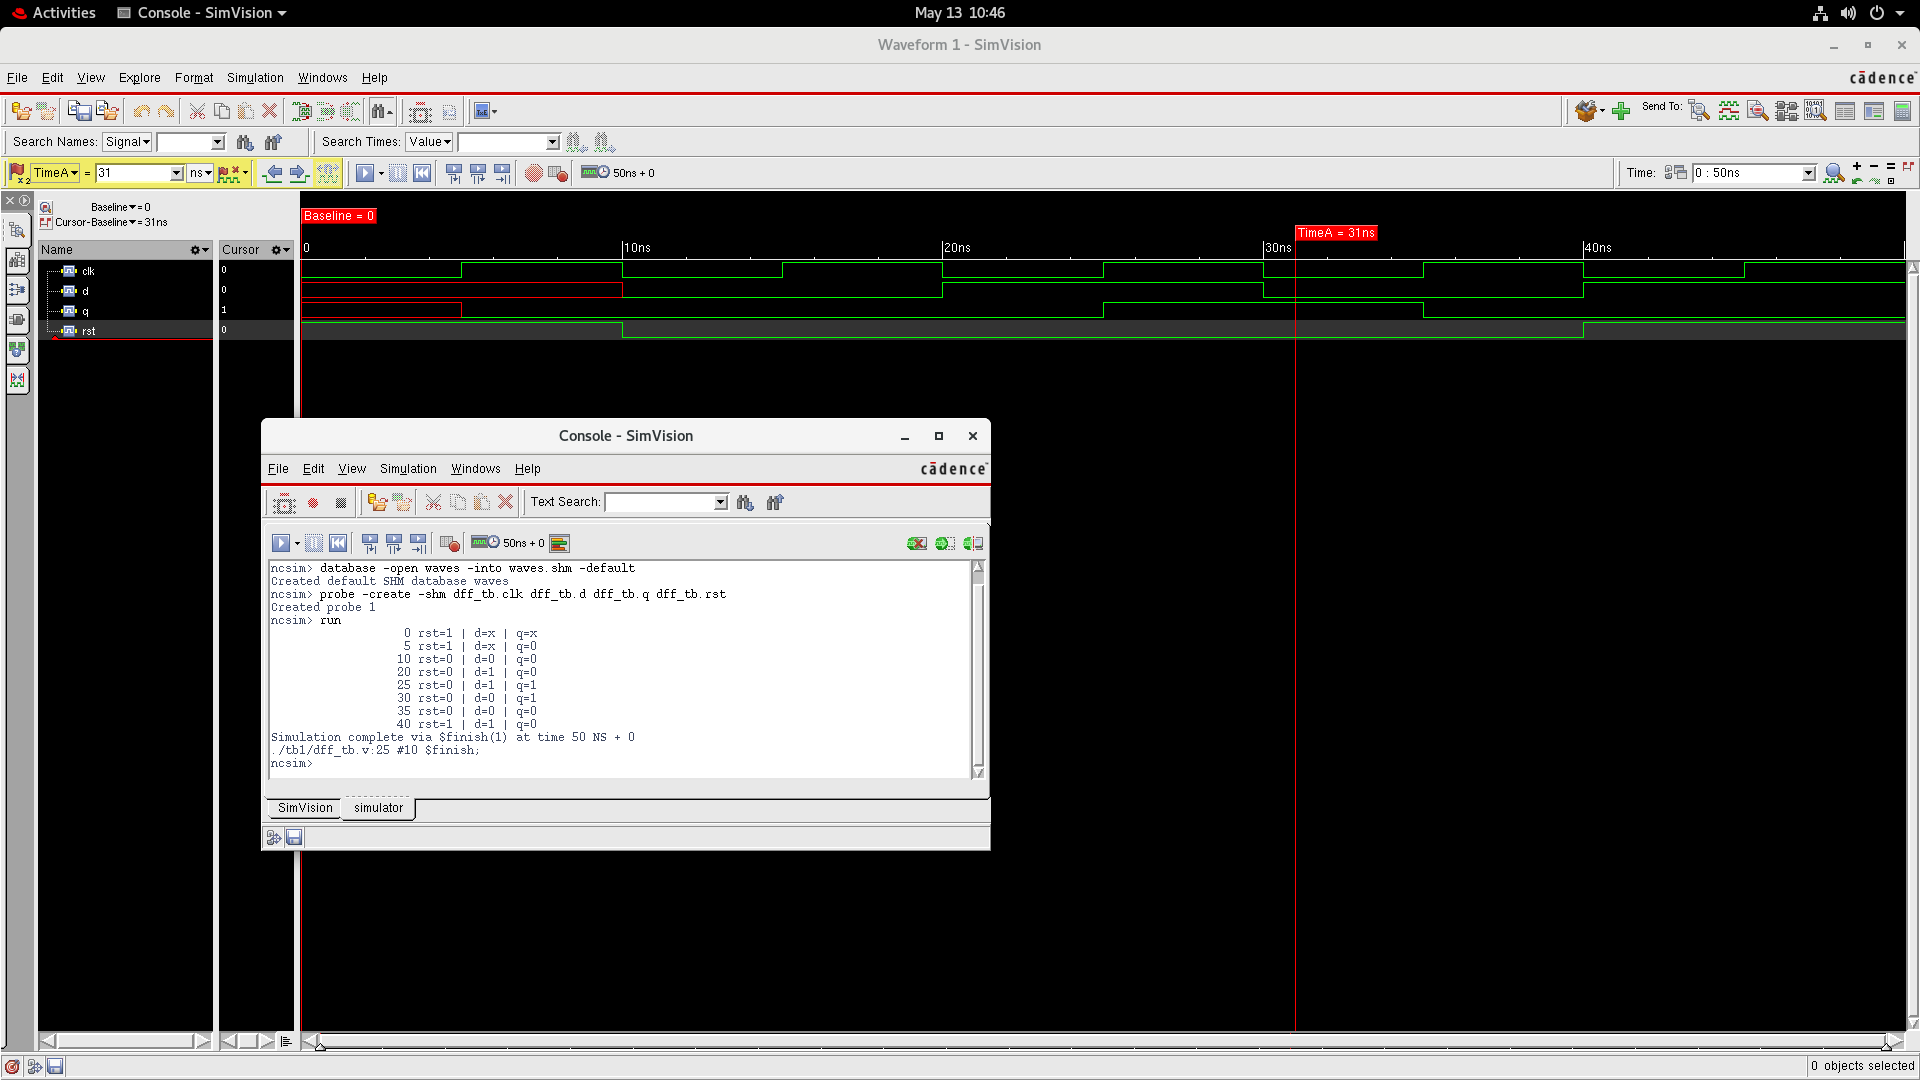 Activities Console - SimVision May 13 10:46
Waveform 1 - SimVision
File Edit View Explore Format Simulation Windows Help cādence
Send To:
Search Names: Signal Search Times: Value
TimeA = 31 ns 50ns + 0 Time: 0 : 50ns
Baseline = 0
Cursor-Baseline = 31ns
Baseline = 0
TimeA = 31ns
Name Cursor 0 10ns 20ns 30ns 40ns
clk 0
d 0
q 1
rst 0
Console - SimVision
File Edit View Simulation Windows Help cādence
Text Search:
50ns + 0
ncsim> database -open waves -into waves.shm -default
Created default SHM database waves
ncsim> probe -create -shm dff_tb.clk dff_tb.d dff_tb.q dff_tb.rst
Created probe 1
ncsim> run
0 rst=1 | d=x | q=x
5 rst=1 | d=x | q=0
10 rst=0 | d=0 | q=0
20 rst=0 | d=1 | q=0
25 rst=0 | d=1 | q=1
30 rst=0 | d=0 | q=1
35 rst=0 | d=0 | q=0
40 rst=1 | d=1 | q=0
Simulation complete via $finish(1) at time 50 NS + 0
./tb1/dff_tb.v:25 #10 $finish;
ncsim>
SimVision simulator
0 objects selected